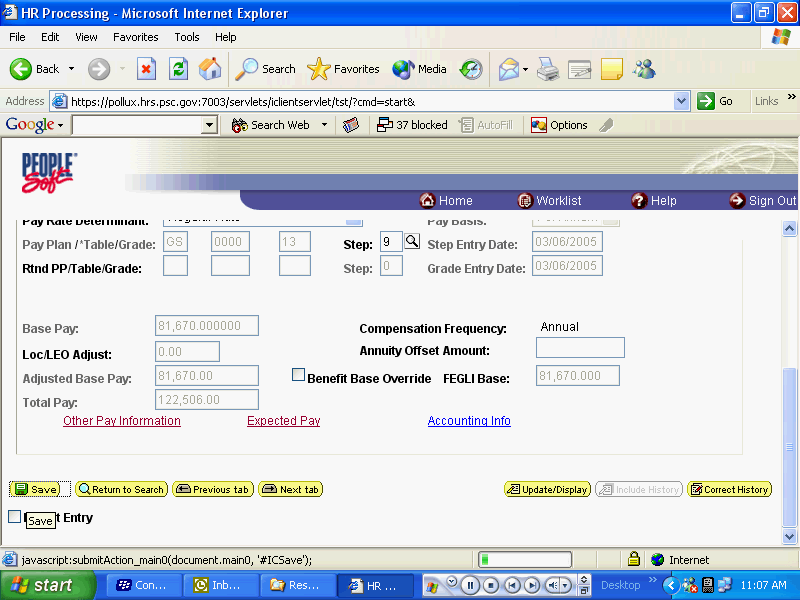 HR Processing - Microsoft Internet Explorer
File Edit View Favorites Tools Help
Back Search Favorites Media
Address https://pollux.hrs.psc.gov:7003/servlets/iclientservlet/tst/?cmd=start& Go Links »
Google Search Web 37 blocked AutoFill Options
PEOPLE Soft
Home Worklist Help Sign Out
Pay Rate Determinant: Pay Basis:
Pay Plan /*Table/Grade: GS 0000 13 Step: 9 Step Entry Date: 03/06/2005
Rtnd PP/Table/Grade: Step: 0 Grade Entry Date: 03/06/2005
Base Pay: 81,670.000000 Compensation Frequency: Annual
Loc/LEO Adjust: 0.00 Annuity Offset Amount:
Adjusted Base Pay: 81,670.00 Benefit Base Override FEGLI Base: 81,670.000
Total Pay: 122,506.00
Other Pay Information Expected Pay Accounting Info
Save Return to Search Previous tab Next tab Update/Display Include History Correct History
Entry
Save
javascript:submitAction_main0(document.main0, '#ICSave'); Internet
start Con... Inb... Res... HR ... Desktop » 11:07 AM